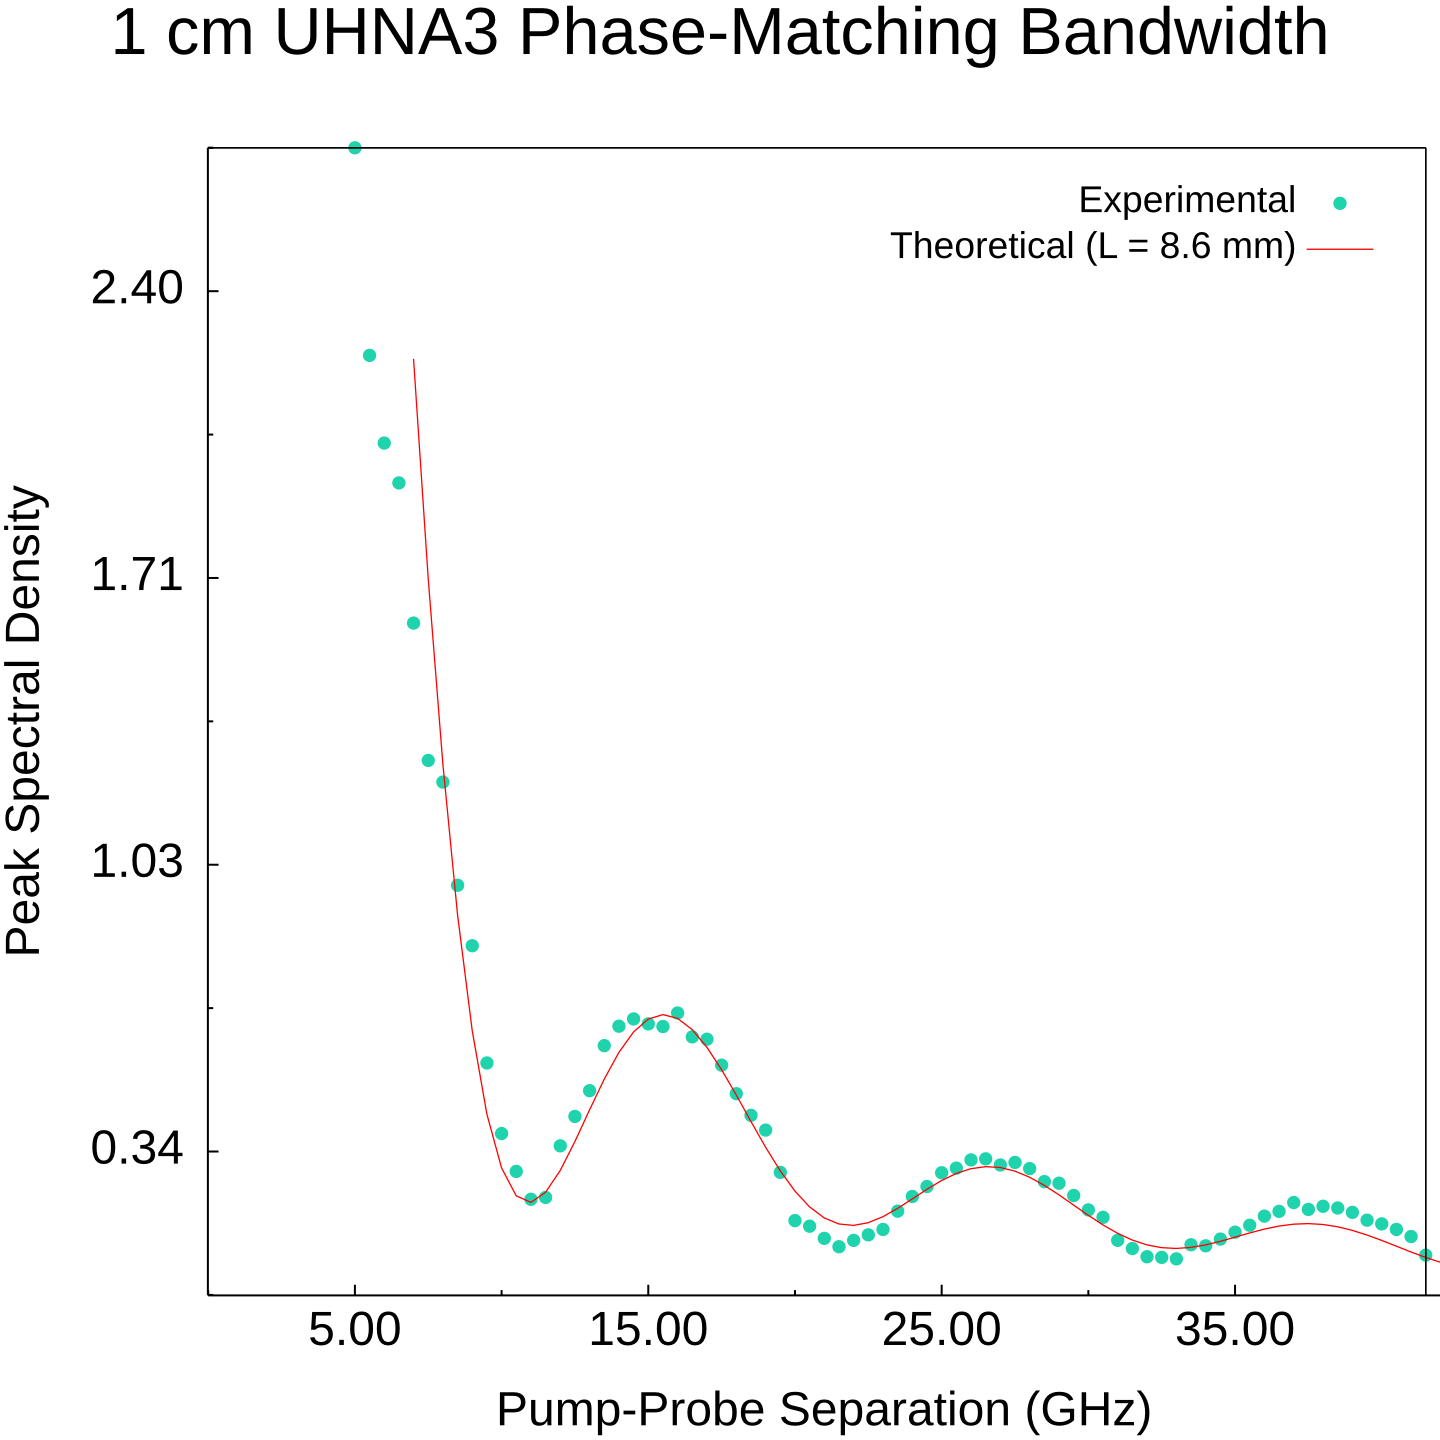 1 cm UHNA3 Phase-Matching Bandwidth
Experimental
Theoretical (L = 8.6 mm)
2.40
1.71
1.03
0.34
Peak Spectral Density
5.00 15.00 25.00 35.00
Pump-Probe Separation (GHz)